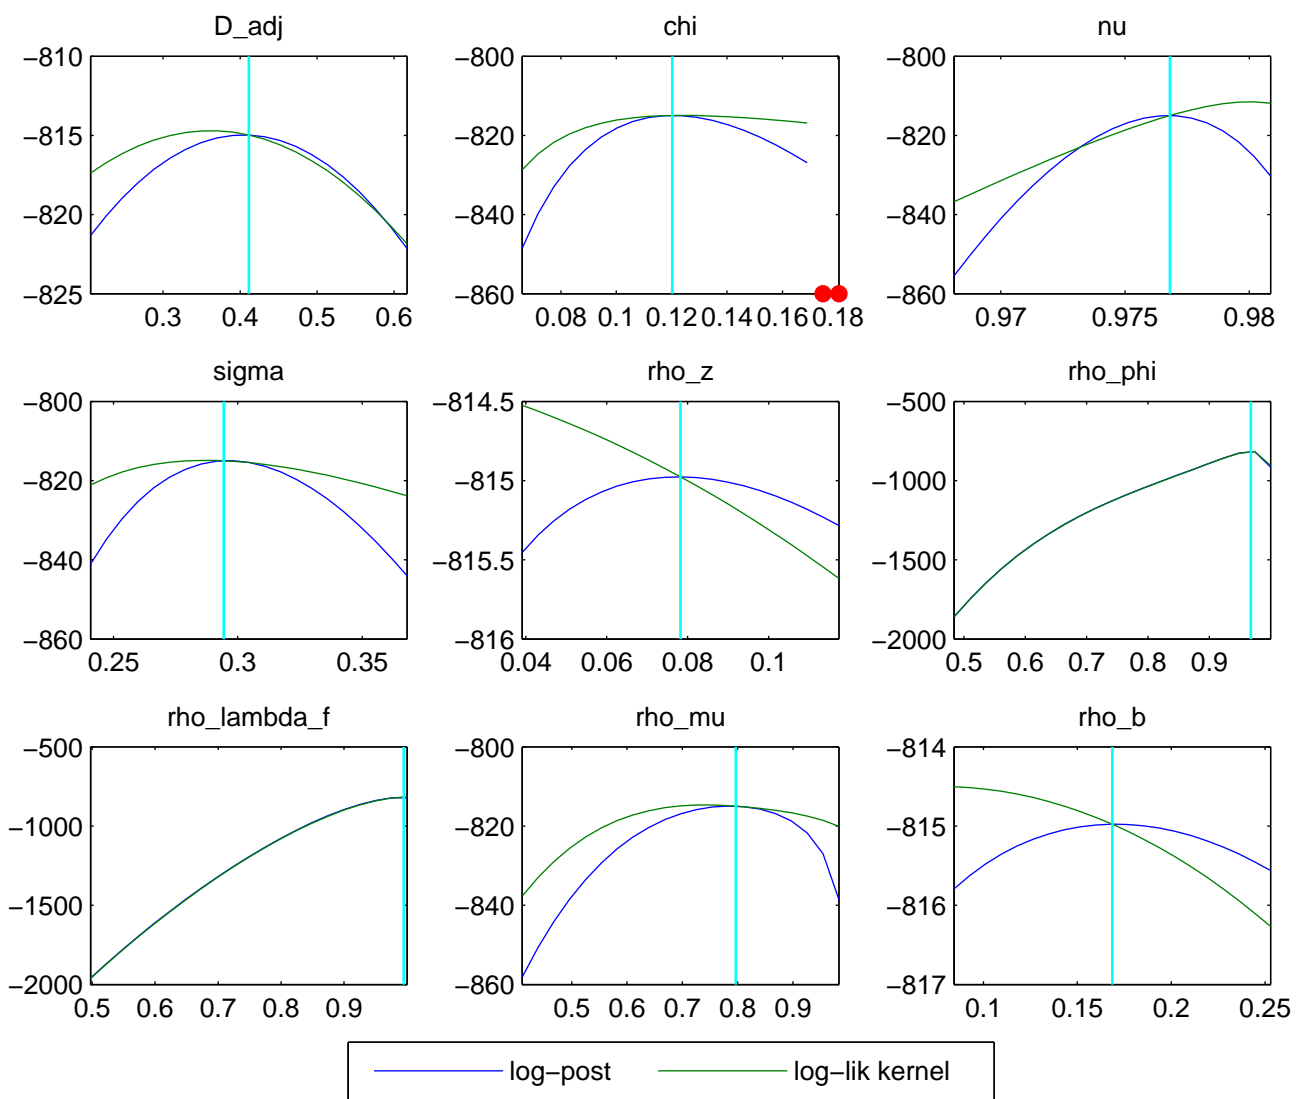 D_adj chi nu
−810 −800 −800
−815 −820 −820
−820 −840 −840
−825 −860 −860
0.3 0.4 0.5 0.6 0.08 0.1 0.12 0.14 0.16 0.18 0.97 0.975 0.98
sigma rho_z rho_phi
−800 −814.5 −500
−820 −815 −1000
−840 −815.5 −1500
−860 −816 −2000
0.25 0.3 0.35 0.04 0.06 0.08 0.1 0.5 0.6 0.7 0.8 0.9
rho_lambda_f rho_mu rho_b
−500 −800 −814
−1000 −820 −815
−1500 −840 −816
−2000 −860 −817
0.5 0.6 0.7 0.8 0.9 0.5 0.6 0.7 0.8 0.9 0.1 0.15 0.2 0.25
log−post log−lik kernel